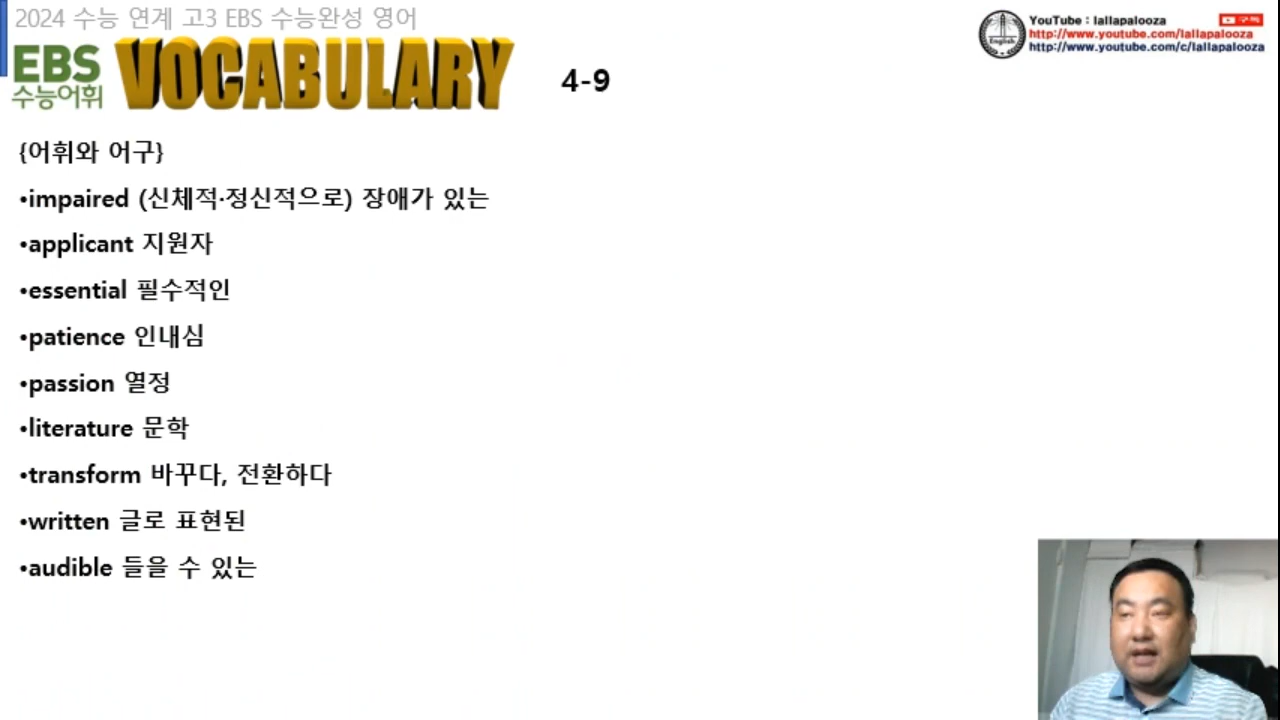 2024 수능 연계 고3 EBS 수능완성 영어
EBS
수능어휘
VOCABULARY
4-9
YouTube : lallapalooza
구독
http://www.youtube.com/lallapalooza
http://www.youtube.com/c/lallapalooza
English
{어휘와 어구}
•impaired (신체적·정신적으로) 장애가 있는
•applicant 지원자
•essential 필수적인
•patience 인내심
•passion 열정
•literature 문학
•transform 바꾸다, 전환하다
•written 글로 표현된
•audible 들을 수 있는